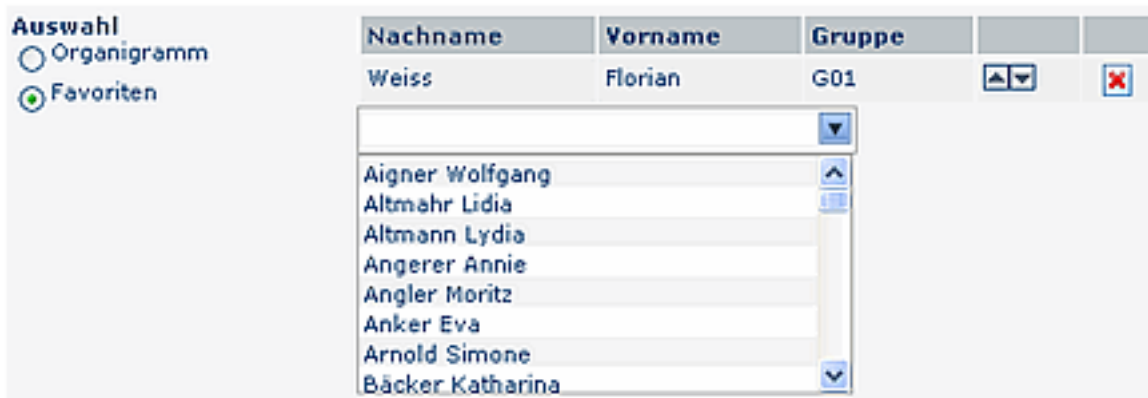 Auswahl
Organigramm
Favoriten
Nachname Vorname Gruppe
Weiss Florian G01
Aigner Wolfgang
Altmahr Lidia
Altmann Lydia
Angerer Annie
Angler Moritz
Anker Eva
Arnold Simone
Bäcker Katharina